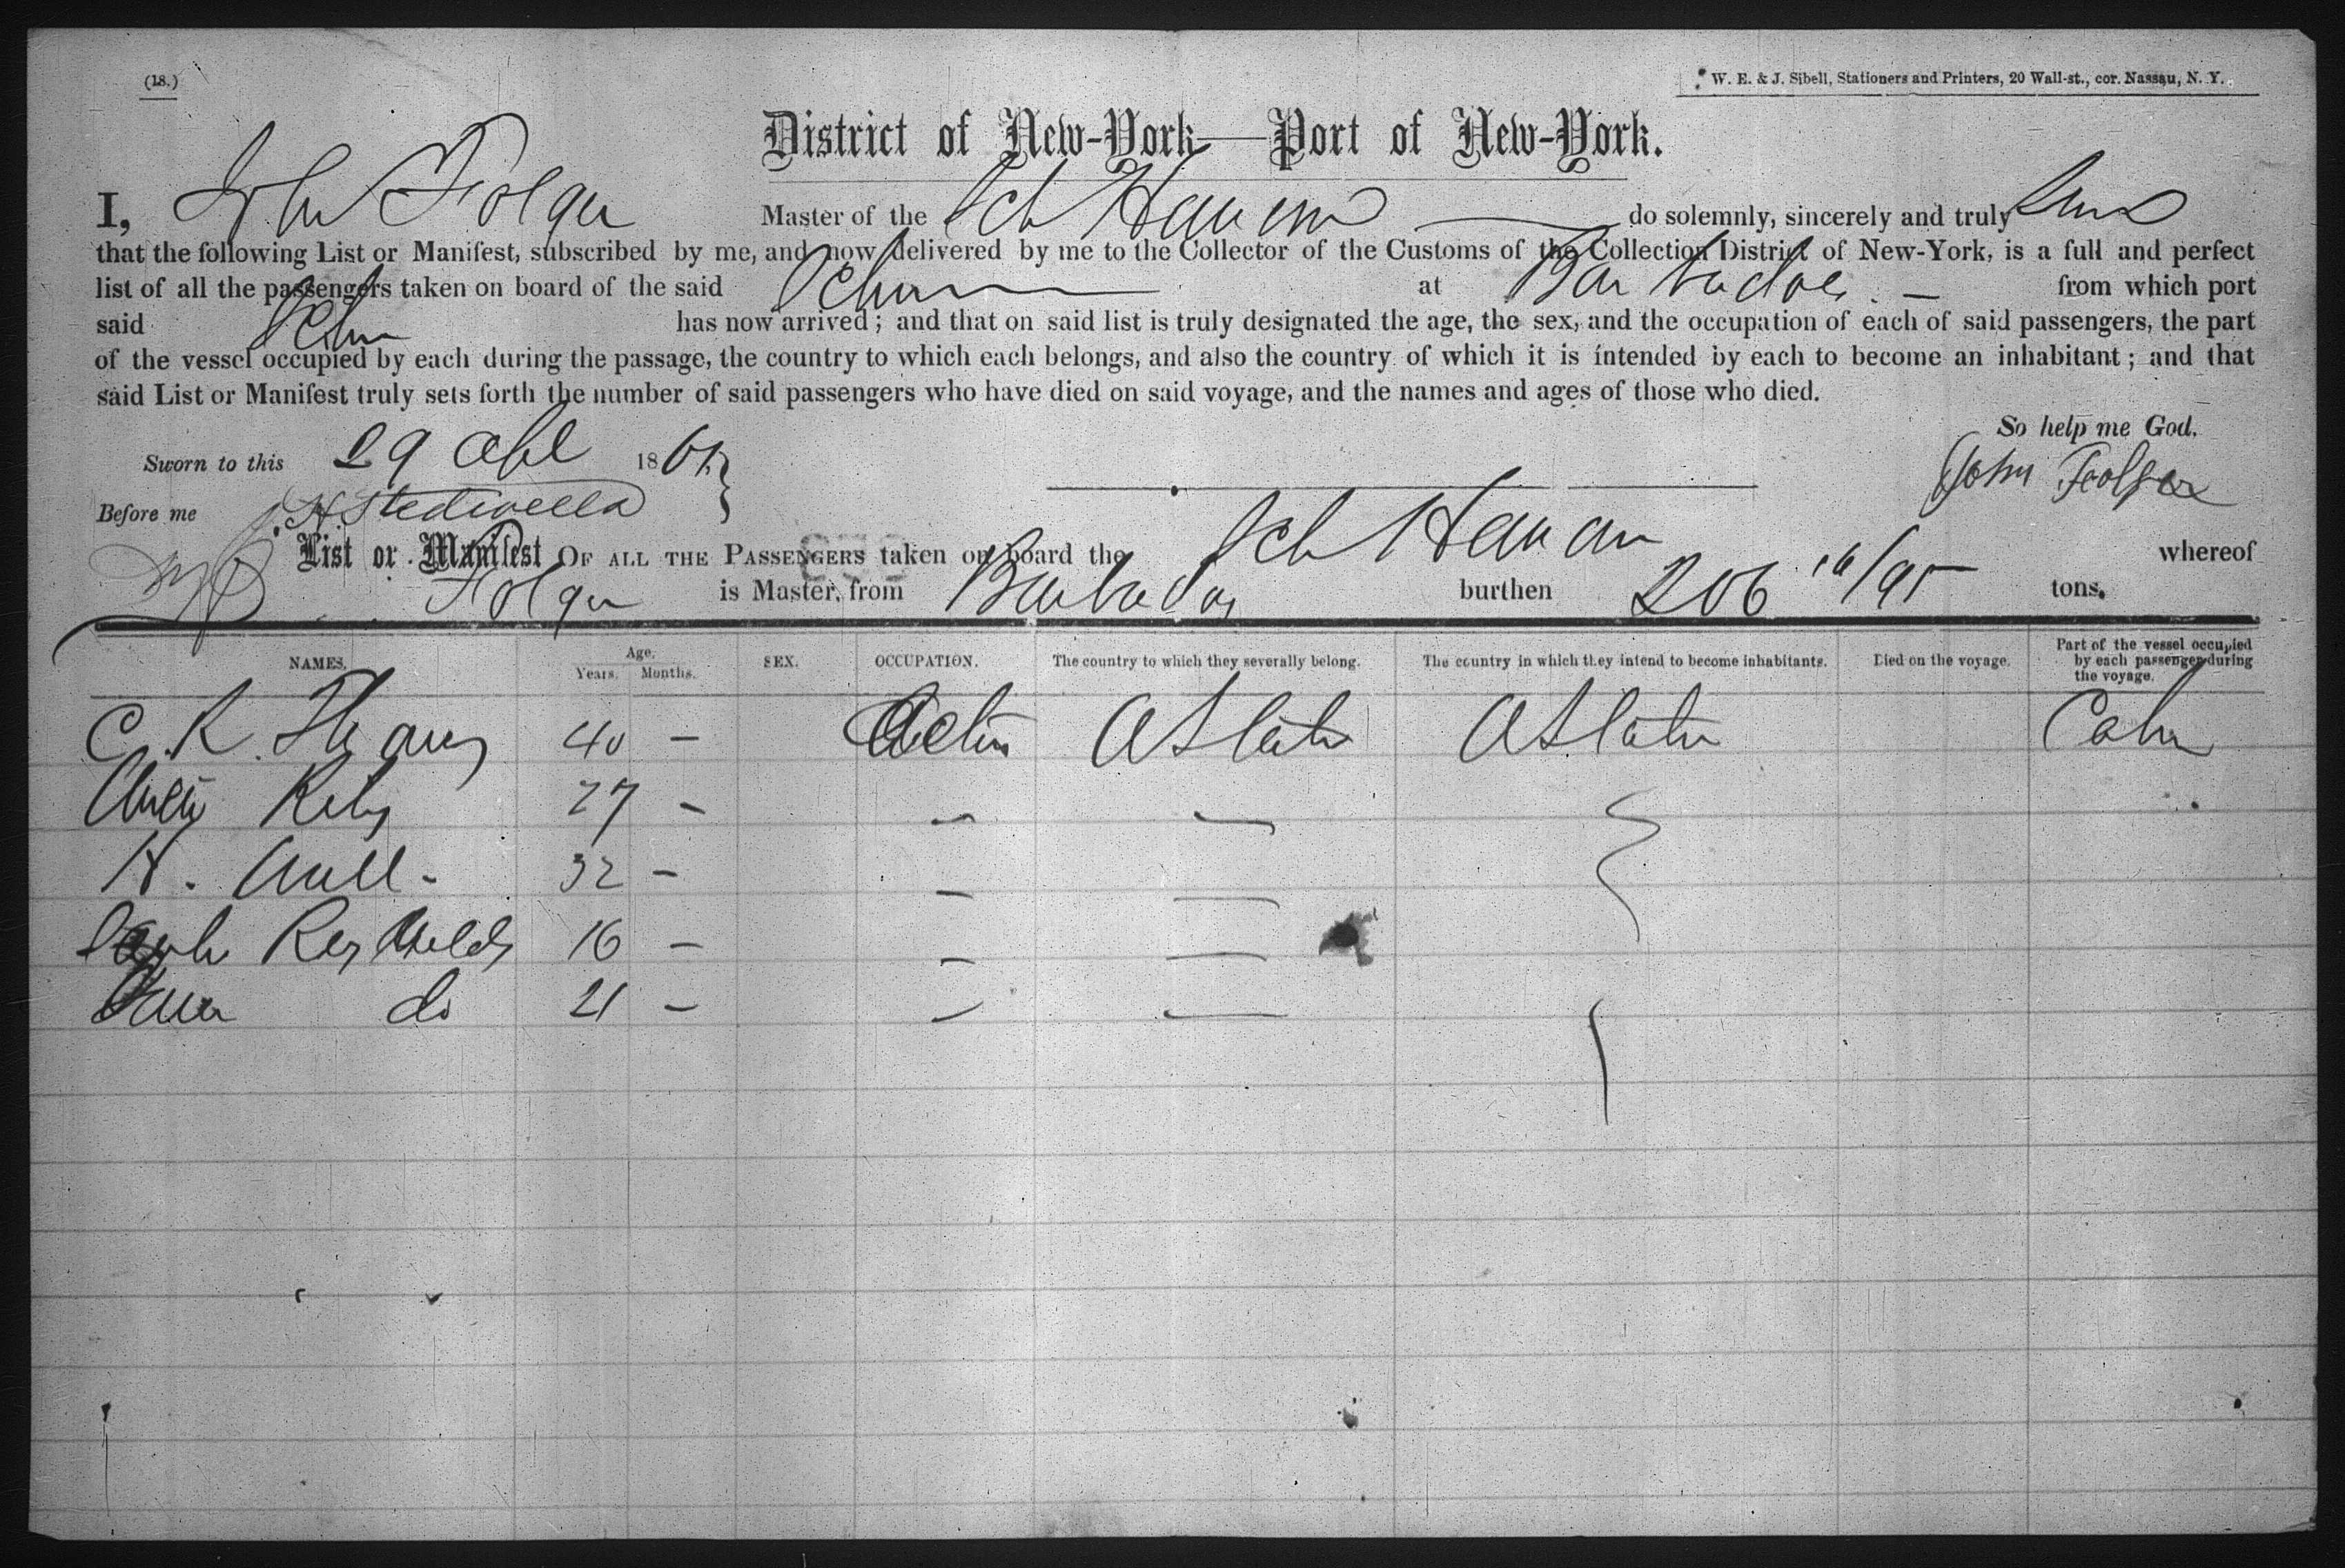 (18.)
W. E. & J. Sibell, Stationers and Printers, 20 Wall-st., cor. Nassau, N. Y.
District of New-York—Port of New-York.
I, John Folger Master of the Sch do solemnly, sincerely and truly
that the following List or Manifest, subscribed by me, and now delivered by me to the Collector of the Customs of the Collection District of New-York, is a full and perfect
list of all the passengers taken on board of the said Schr at Barbadoes from which port
said Schr has now arrived; and that on said list is truly designated the age, the sex, and the occupation of each of said passengers, the part
of the vessel occupied by each during the passage, the country to which each belongs, and also the country of which it is intended by each to become an inhabitant; and that
said List or Manifest truly sets forth the number of said passengers who have died on said voyage, and the names and ages of those who died.
So help me God.
Sworn to this 29 Apl 1861 John Folger
Before me
List or Manifest OF ALL THE PASSENGERS taken on board the Sch whereof
Folger is Master, from Barbados burthen 206 16/95 tons.
NAMES. Age. Years. Months. SEX. OCCUPATION. The country to which they severally belong. The country in which they intend to become inhabitants. Died on the voyage. Part of the vessel occupied by each passenger during the voyage.
C. R. 40 —
27 —
H. 32 —
Reynolds 16 —
do 21 —